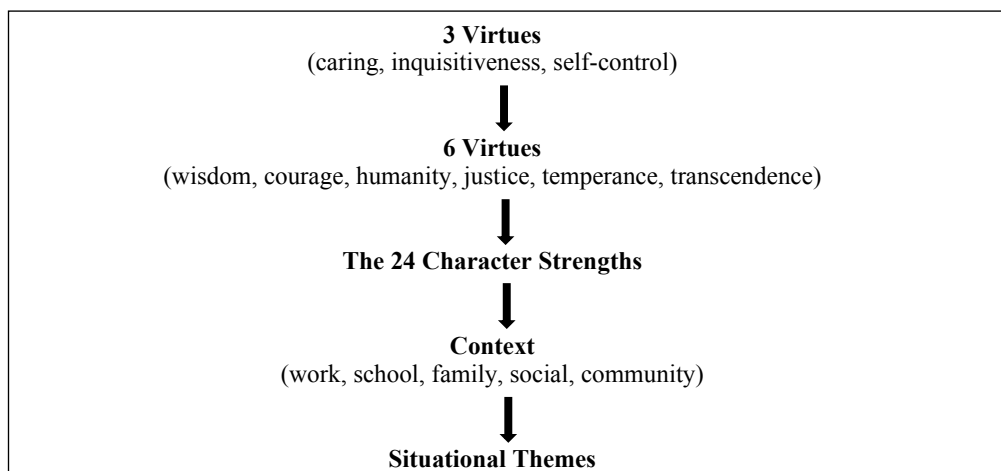 3 Virtues
(caring, inquisitiveness, self-control)
6 Virtues
(wisdom, courage, humanity, justice, temperance, transcendence)
The 24 Character Strengths
Context
(work, school, family, social, community)
Situational Themes